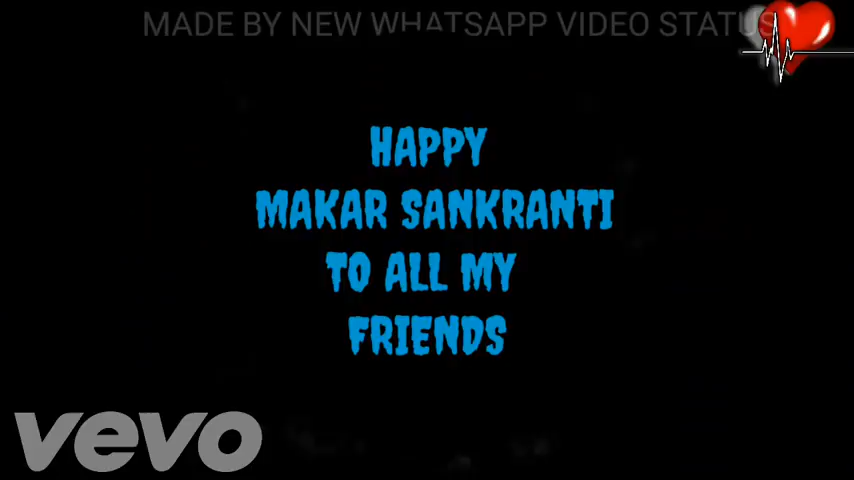 MADE BY NEW WHATSAPP VIDEO STATUS
HAPPY
MAKAR SANKRANTI
TO ALL MY
FRIENDS
vevo